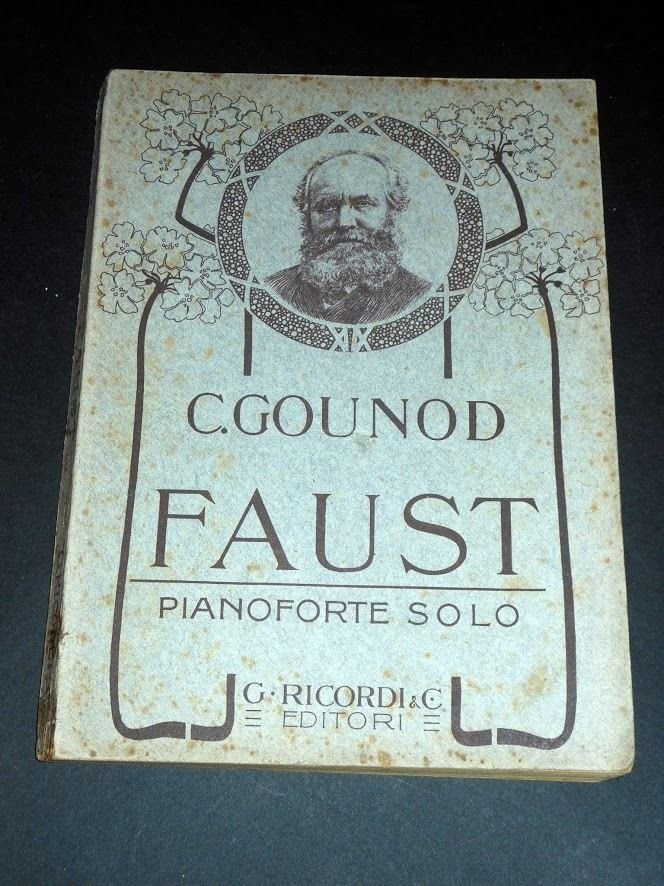 C. GOUNOD
FAUST
PIANOFORTE SOLO
G. RICORDI & C.
EDITORI